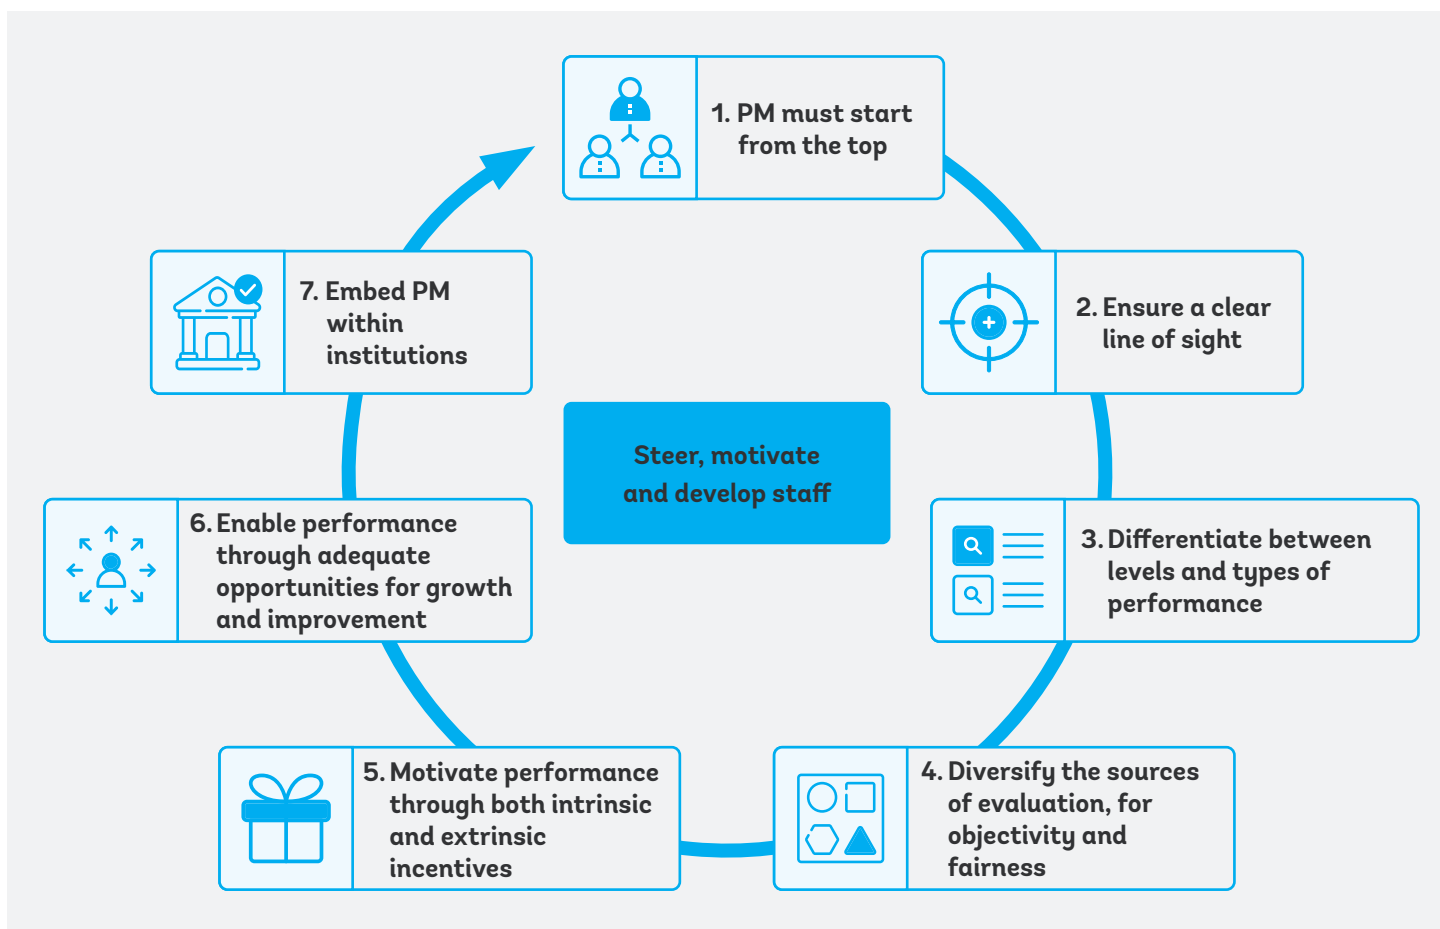 1. PM must start
from the top
2. Ensure a clear
line of sight
3. Differentiate between
levels and types of
performance
4. Diversify the sources
of evaluation, for
objectivity and
fairness
5. Motivate performance
through both intrinsic
and extrinsic
incentives
6. Enable performance
through adequate
opportunities for growth
and improvement
7. Embed PM
within
institutions
Steer, motivate
and develop staff